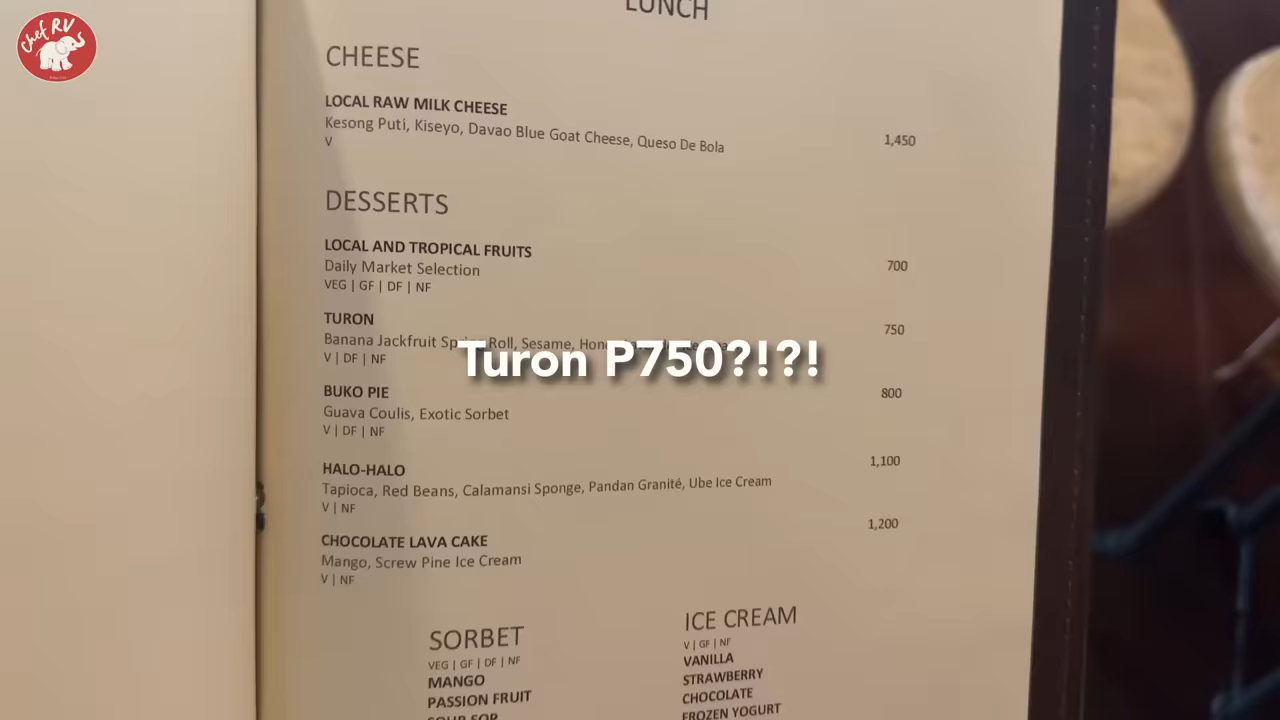 Chef RV
LUNCH
CHEESE
LOCAL RAW MILK CHEESE
Kesong Puti, Kiseyo, Davao Blue Goat Cheese, Queso De Bola
1,450
V
DESSERTS
LOCAL AND TROPICAL FRUITS
Daily Market Selection
700
VEG | GF | DF | NF
TURON
750
Banana Jackfruit Spring Roll, Sesame,
Turon P750?!?!
V | DF | NF
BUKO PIE
800
Guava Coulis, Exotic Sorbet
V | DF | NF
HALO-HALO
1,100
Tapioca, Red Beans, Calamansi Sponge, Pandan Granité, Ube Ice Cream
V | NF
CHOCOLATE LAVA CAKE
1,200
Mango, Screw Pine Ice Cream
V | NF
SORBET
VEG | GF | DF | NF
MANGO
PASSION FRUIT
SOUR SOP
ICE CREAM
V | GF | NF
VANILLA
STRAWBERRY
CHOCOLATE
FROZEN YOGURT